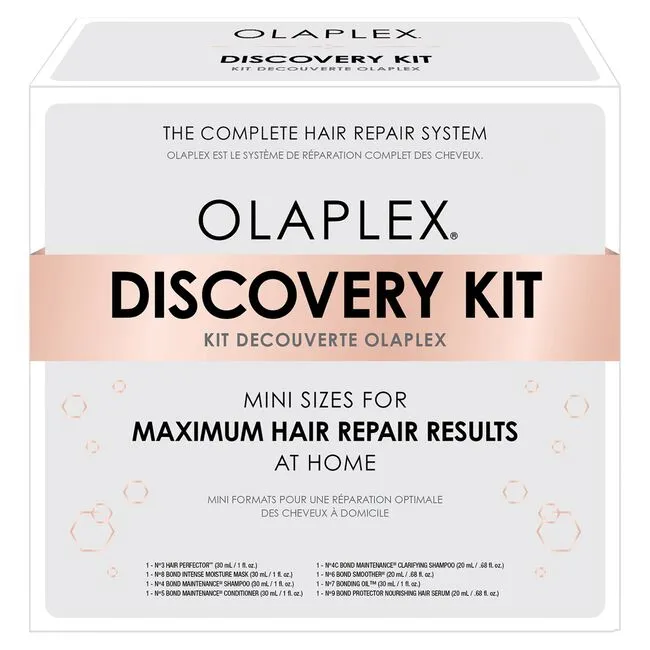 OLAPLEX
DISCOVERY KIT
KIT DECOUVERTE OLAPLEX
THE COMPLETE HAIR REPAIR SYSTEM
OLAPLEX EST LE SYSTÈME DE RÉPARATION COMPLET DES CHEVEUX.
OLAPLEX®
DISCOVERY KIT
KIT DECOUVERTE OLAPLEX
MINI SIZES FOR
MAXIMUM HAIR REPAIR RESULTS
AT HOME
MINI FORMATS POUR UNE RÉPARATION OPTIMALE
DES CHEVEUX À DOMICILE
1 - Nº3 HAIR PERFECTOR™ (30 mL / 1 fl. oz.)
1 - Nº8 BOND INTENSE MOISTURE MASK (30 mL / 1 fl. oz.)
1 - Nº4 BOND MAINTENANCE® SHAMPOO (30 mL / 1 fl. oz.)
1 - Nº5 BOND MAINTENANCE® CONDITIONER (30 mL / 1 fl. oz.)
1 - Nº4C BOND MAINTENANCE® CLARIFYING SHAMPOO (20 mL / .68 fl. oz.)
1 - Nº6 BOND SMOOTHER® (20 mL / .68 fl. oz.)
1 - Nº7 BONDING OIL™ (30 mL / 1 fl. oz.)
1 - Nº9 BOND PROTECTOR NOURISHING HAIR SERUM (20 mL / .68 fl. oz.)